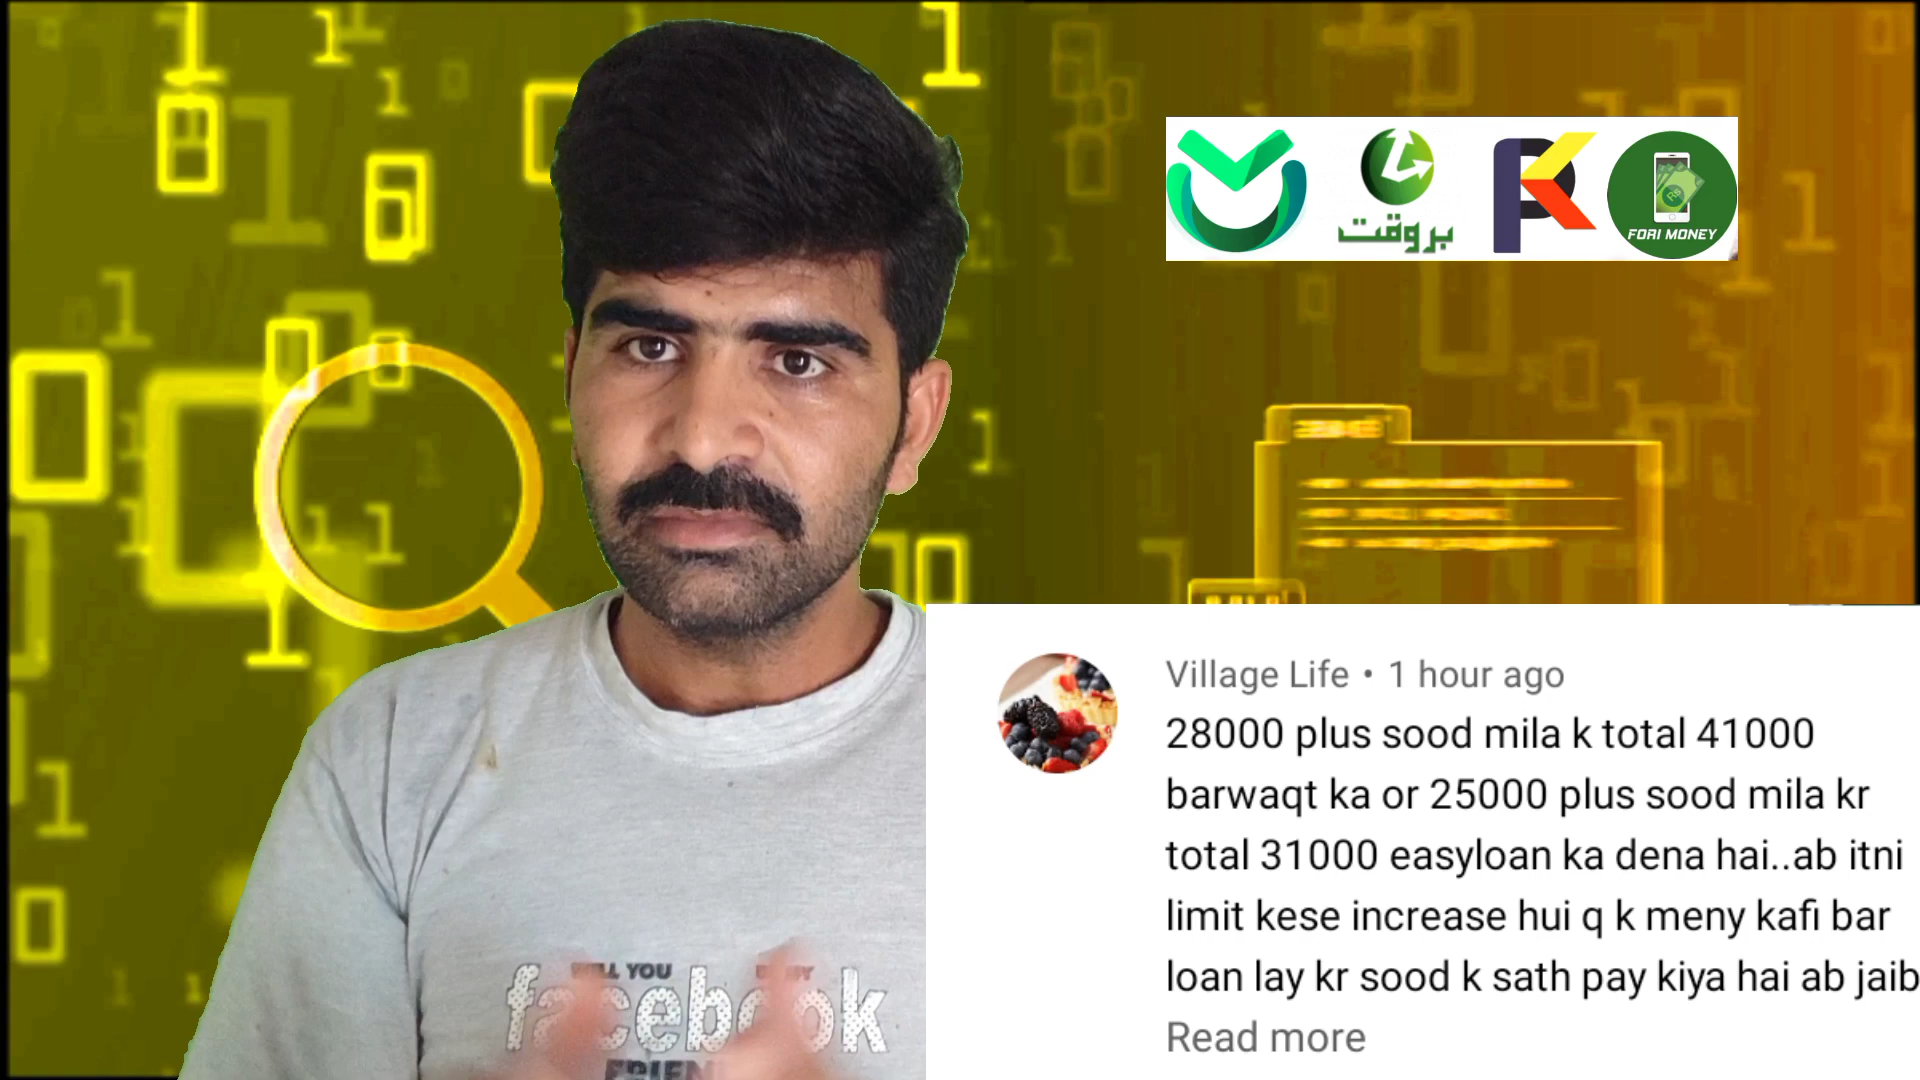 بروقت
FORI MONEY
Village Life • 1 hour ago
28000 plus sood mila k total 41000
barwaqt ka or 25000 plus sood mila kr
total 31000 easyloan ka dena hai..ab itni
limit kese increase hui q k meny kafi bar
loan lay kr sood k sath pay kiya hai ab jaib
Read more
YOU
facebook